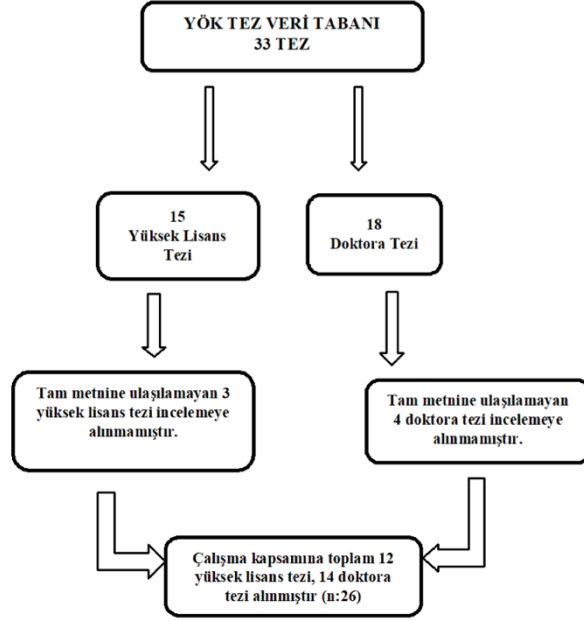 YÖK TEZ VERİ TABANI
33 TEZ
15
Yüksek Lisans
Tezi
18
Doktora Tezi
Tam metnine ulaşılamayan 3
yüksek lisans tezi incelemeye
alınmamıştır.
Tam metnine ulaşılamayan
4 doktora tezi incelemeye
alınmamıştır.
Çalışma kapsamına toplam 12
yüksek lisans tezi, 14 doktora
tezi alınmıştır (n:26)